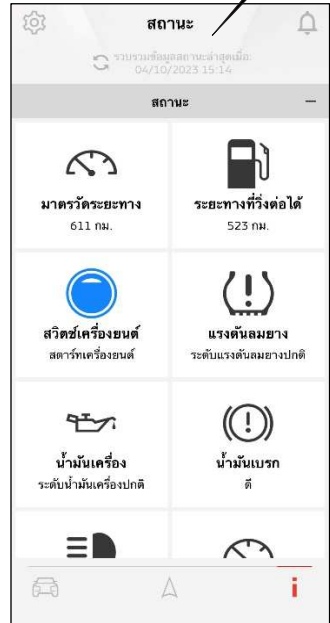 สถานะ
รวบรวมข้อมูลสถานะล่าสุดเมื่อ:
04/10/2023 15:14
สถานะ
มาตรวัดระยะทาง
611 กม.
ระยะทางที่วิ่งต่อได้
523 กม.
สวิตช์เครื่องยนต์
สตาร์ทเครื่องยนต์
แรงดันลมยาง
ระดับแรงดันลมยางปกติ
น้ำมันเครื่อง
ระดับน้ำมันเครื่องปกติ
น้ำมันเบรก
ดี